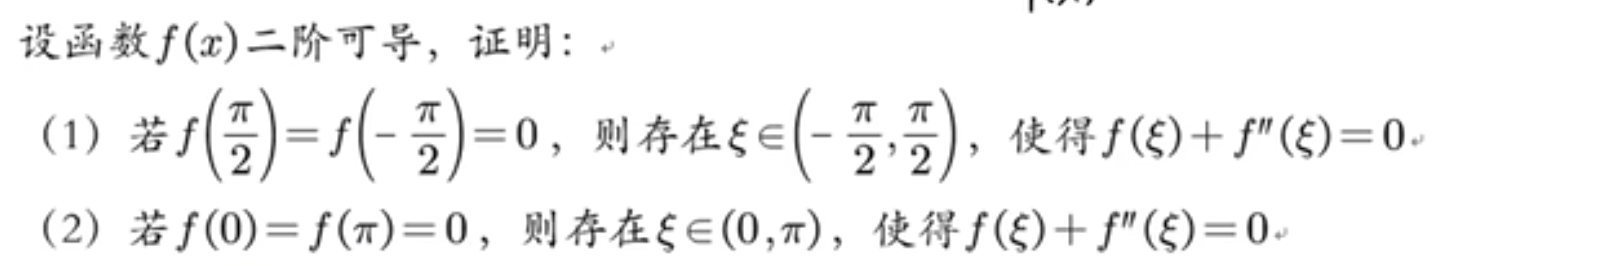 设函数f(x)二阶可导，证明：
（1）若f(π/2)=f(-π/2)=0，则存在ξ∈(-π/2,π/2)，使得f(ξ)+f″(ξ)=0
（2）若f(0)=f(π)=0，则存在ξ∈(0,π)，使得f(ξ)+f″(ξ)=0